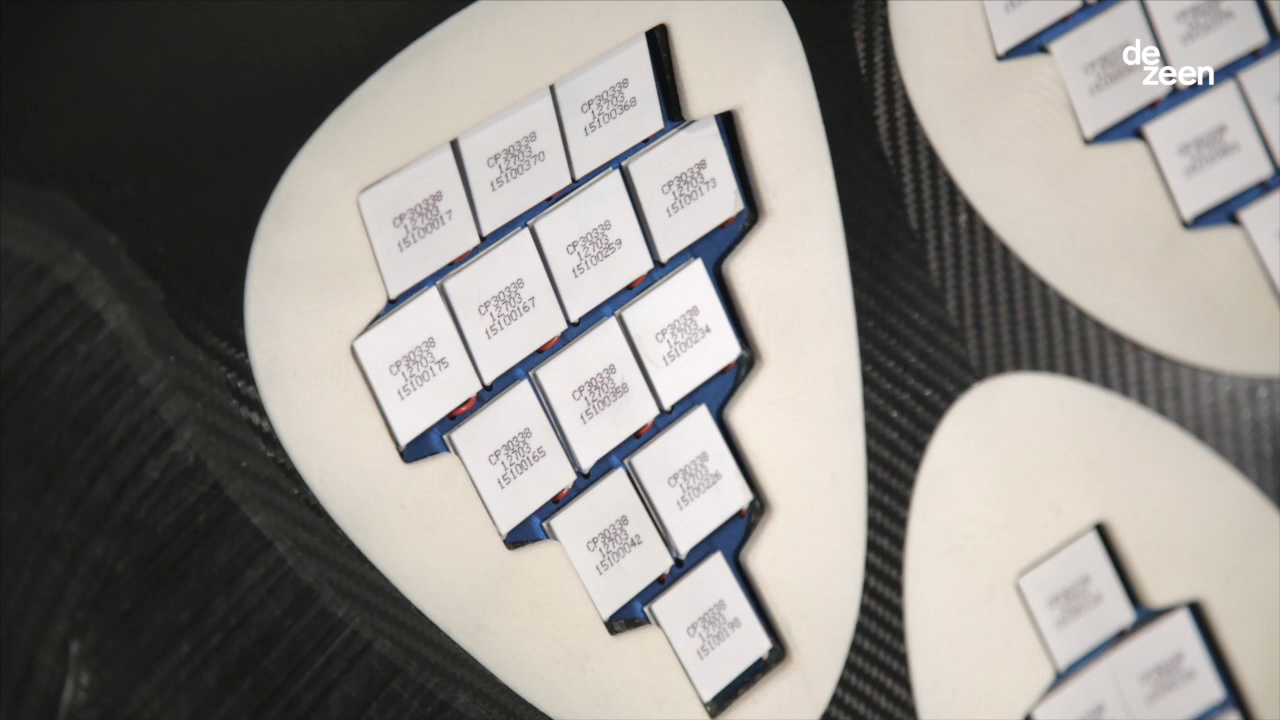 de
zeen
CP30338
12703
15100368
CP30338
12703
15100370
CP30338
12703
15100017
CP30338
12703
15100173
CP30338
12703
15100259
CP30338
12703
15100167
CP30338
12703
15100175
CP30338
12703
15100234
CP30338
12703
15100358
CP30338
12703
15100165
CP30338
12703
15100226
CP30338
12703
15100042
CP30338
12703
15100198